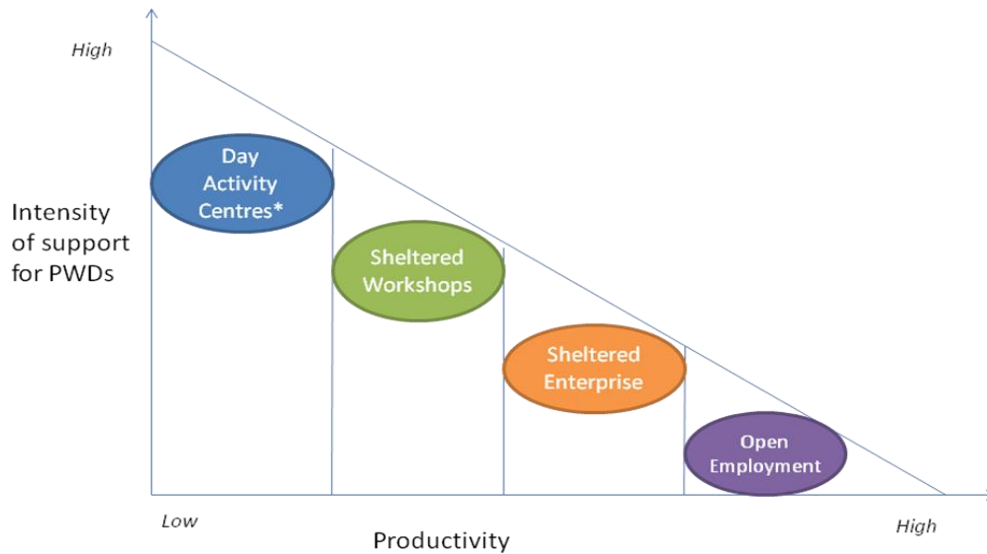 High
Intensity
of support
for PWDs
Day
Activity
Centres*
Sheltered
Workshops
Sheltered
Enterprise
Open
Employment
Low
High
Productivity